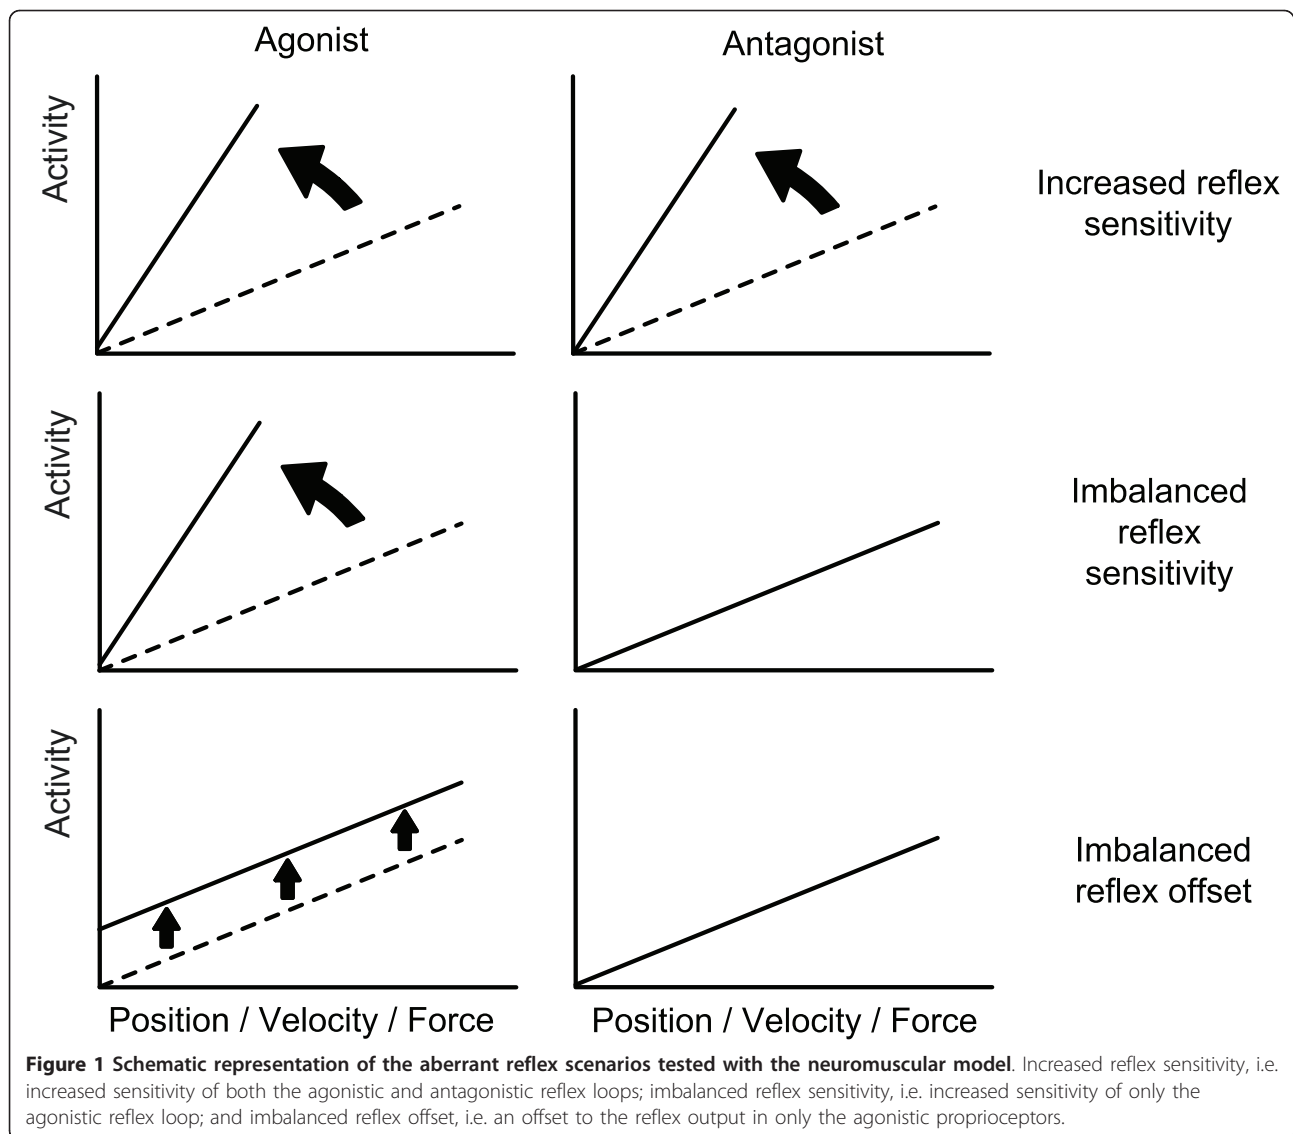 Agonist
Antagonist
Activity
Increased reflex
sensitivity
Activity
Imbalanced
reflex
sensitivity
Activity
Imbalanced
reflex offset
Position / Velocity / Force
Position / Velocity / Force
Figure 1 Schematic representation of the aberrant reflex scenarios tested with the neuromuscular model. Increased reflex sensitivity, i.e.
increased sensitivity of both the agonistic and antagonistic reflex loops; imbalanced reflex sensitivity, i.e. increased sensitivity of only the
agonistic reflex loop; and imbalanced reflex offset, i.e. an offset to the reflex output in only the agonistic proprioceptors.